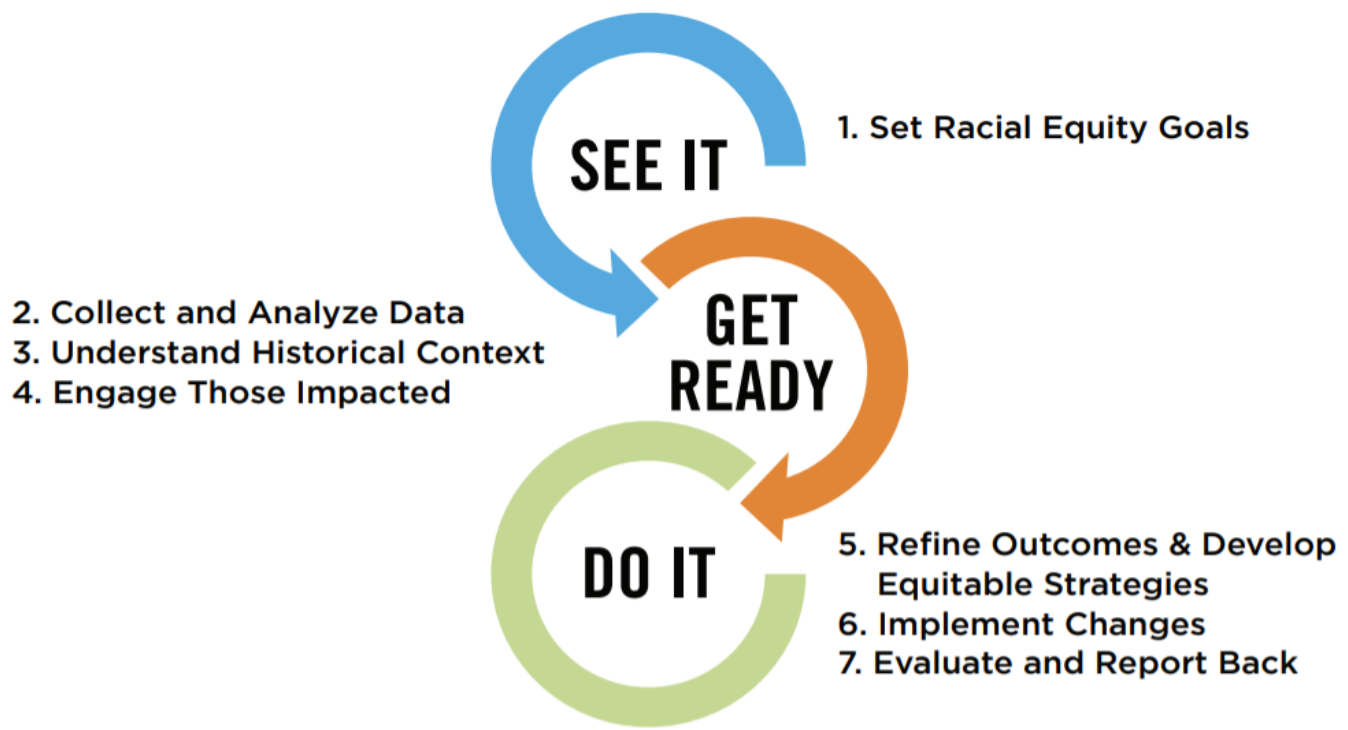 SEE IT
1. Set Racial Equity Goals
GET
READY
2. Collect and Analyze Data
3. Understand Historical Context
4. Engage Those Impacted
DO IT
5. Refine Outcomes & Develop
Equitable Strategies
6. Implement Changes
7. Evaluate and Report Back